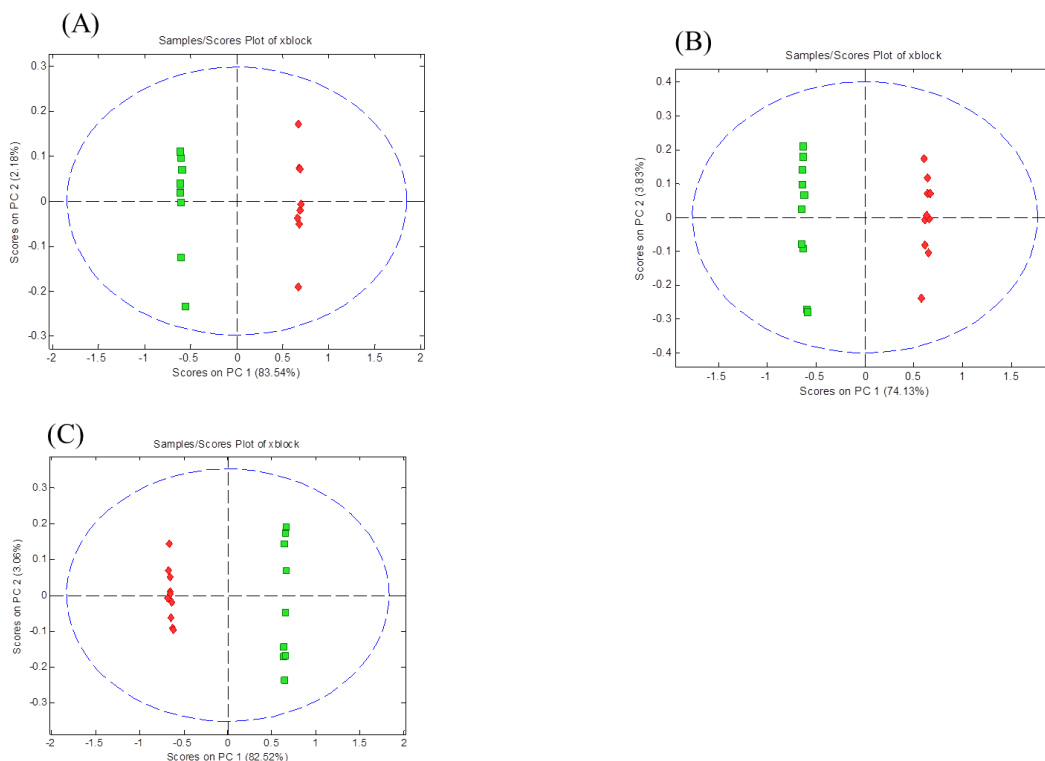 (A)
Samples/Scores Plot of xblock
0.3
0.2
0.1
0
-0.1
-0.2
-0.3
Scores on PC 2 (2.18%)
-2 -1.5 -1 -0.5 0 0.5 1 1.5 2
Scores on PC 1 (83.54%)
(B)
Samples/Scores Plot of xblock
0.4
0.3
0.2
0.1
0
-0.1
-0.2
-0.3
-0.4
Scores on PC 2 (3.83%)
-1.5 -1 -0.5 0 0.5 1 1.5
Scores on PC 1 (74.13%)
(C)
Samples/Scores Plot of xblock
0.3
0.2
0.1
0
-0.1
-0.2
-0.3
Scores on PC 2 (3.06%)
-2 -1.5 -1 -0.5 0 0.5 1 1.5 2
Scores on PC 1 (82.52%)